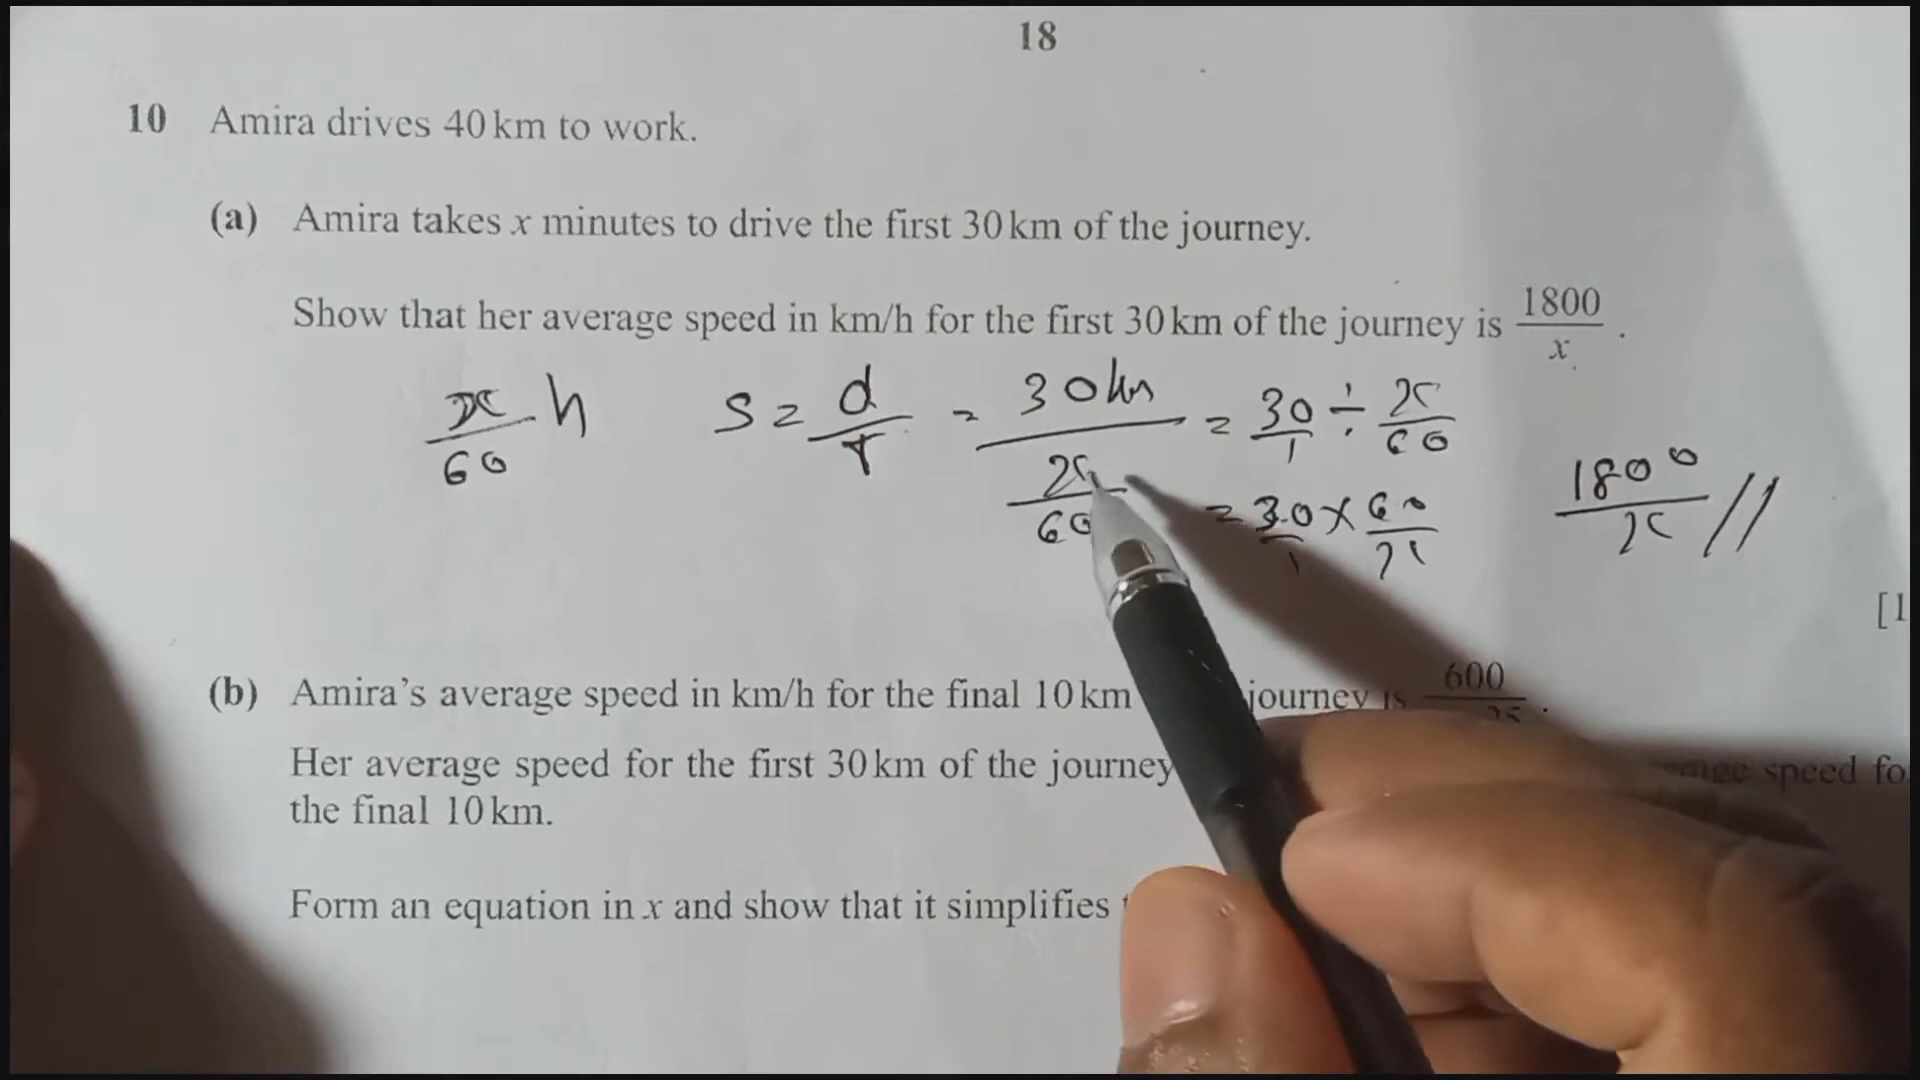 18
10 Amira drives 40 km to work.
(a) Amira takes x minutes to drive the first 30 km of the journey.
Show that her average speed in km/h for the first 30 km of the journey is 1800/x .
x/60 h S = d/T = 30km / (x/60) = 30/1 ÷ x/60
= 30/1 × 60/x 1800/x //
[1
(b) Amira's average speed in km/h for the final 10 km journey is 600
Her average speed for the first 30 km of the journey speed fo
the final 10 km.
Form an equation in x and show that it simplifies